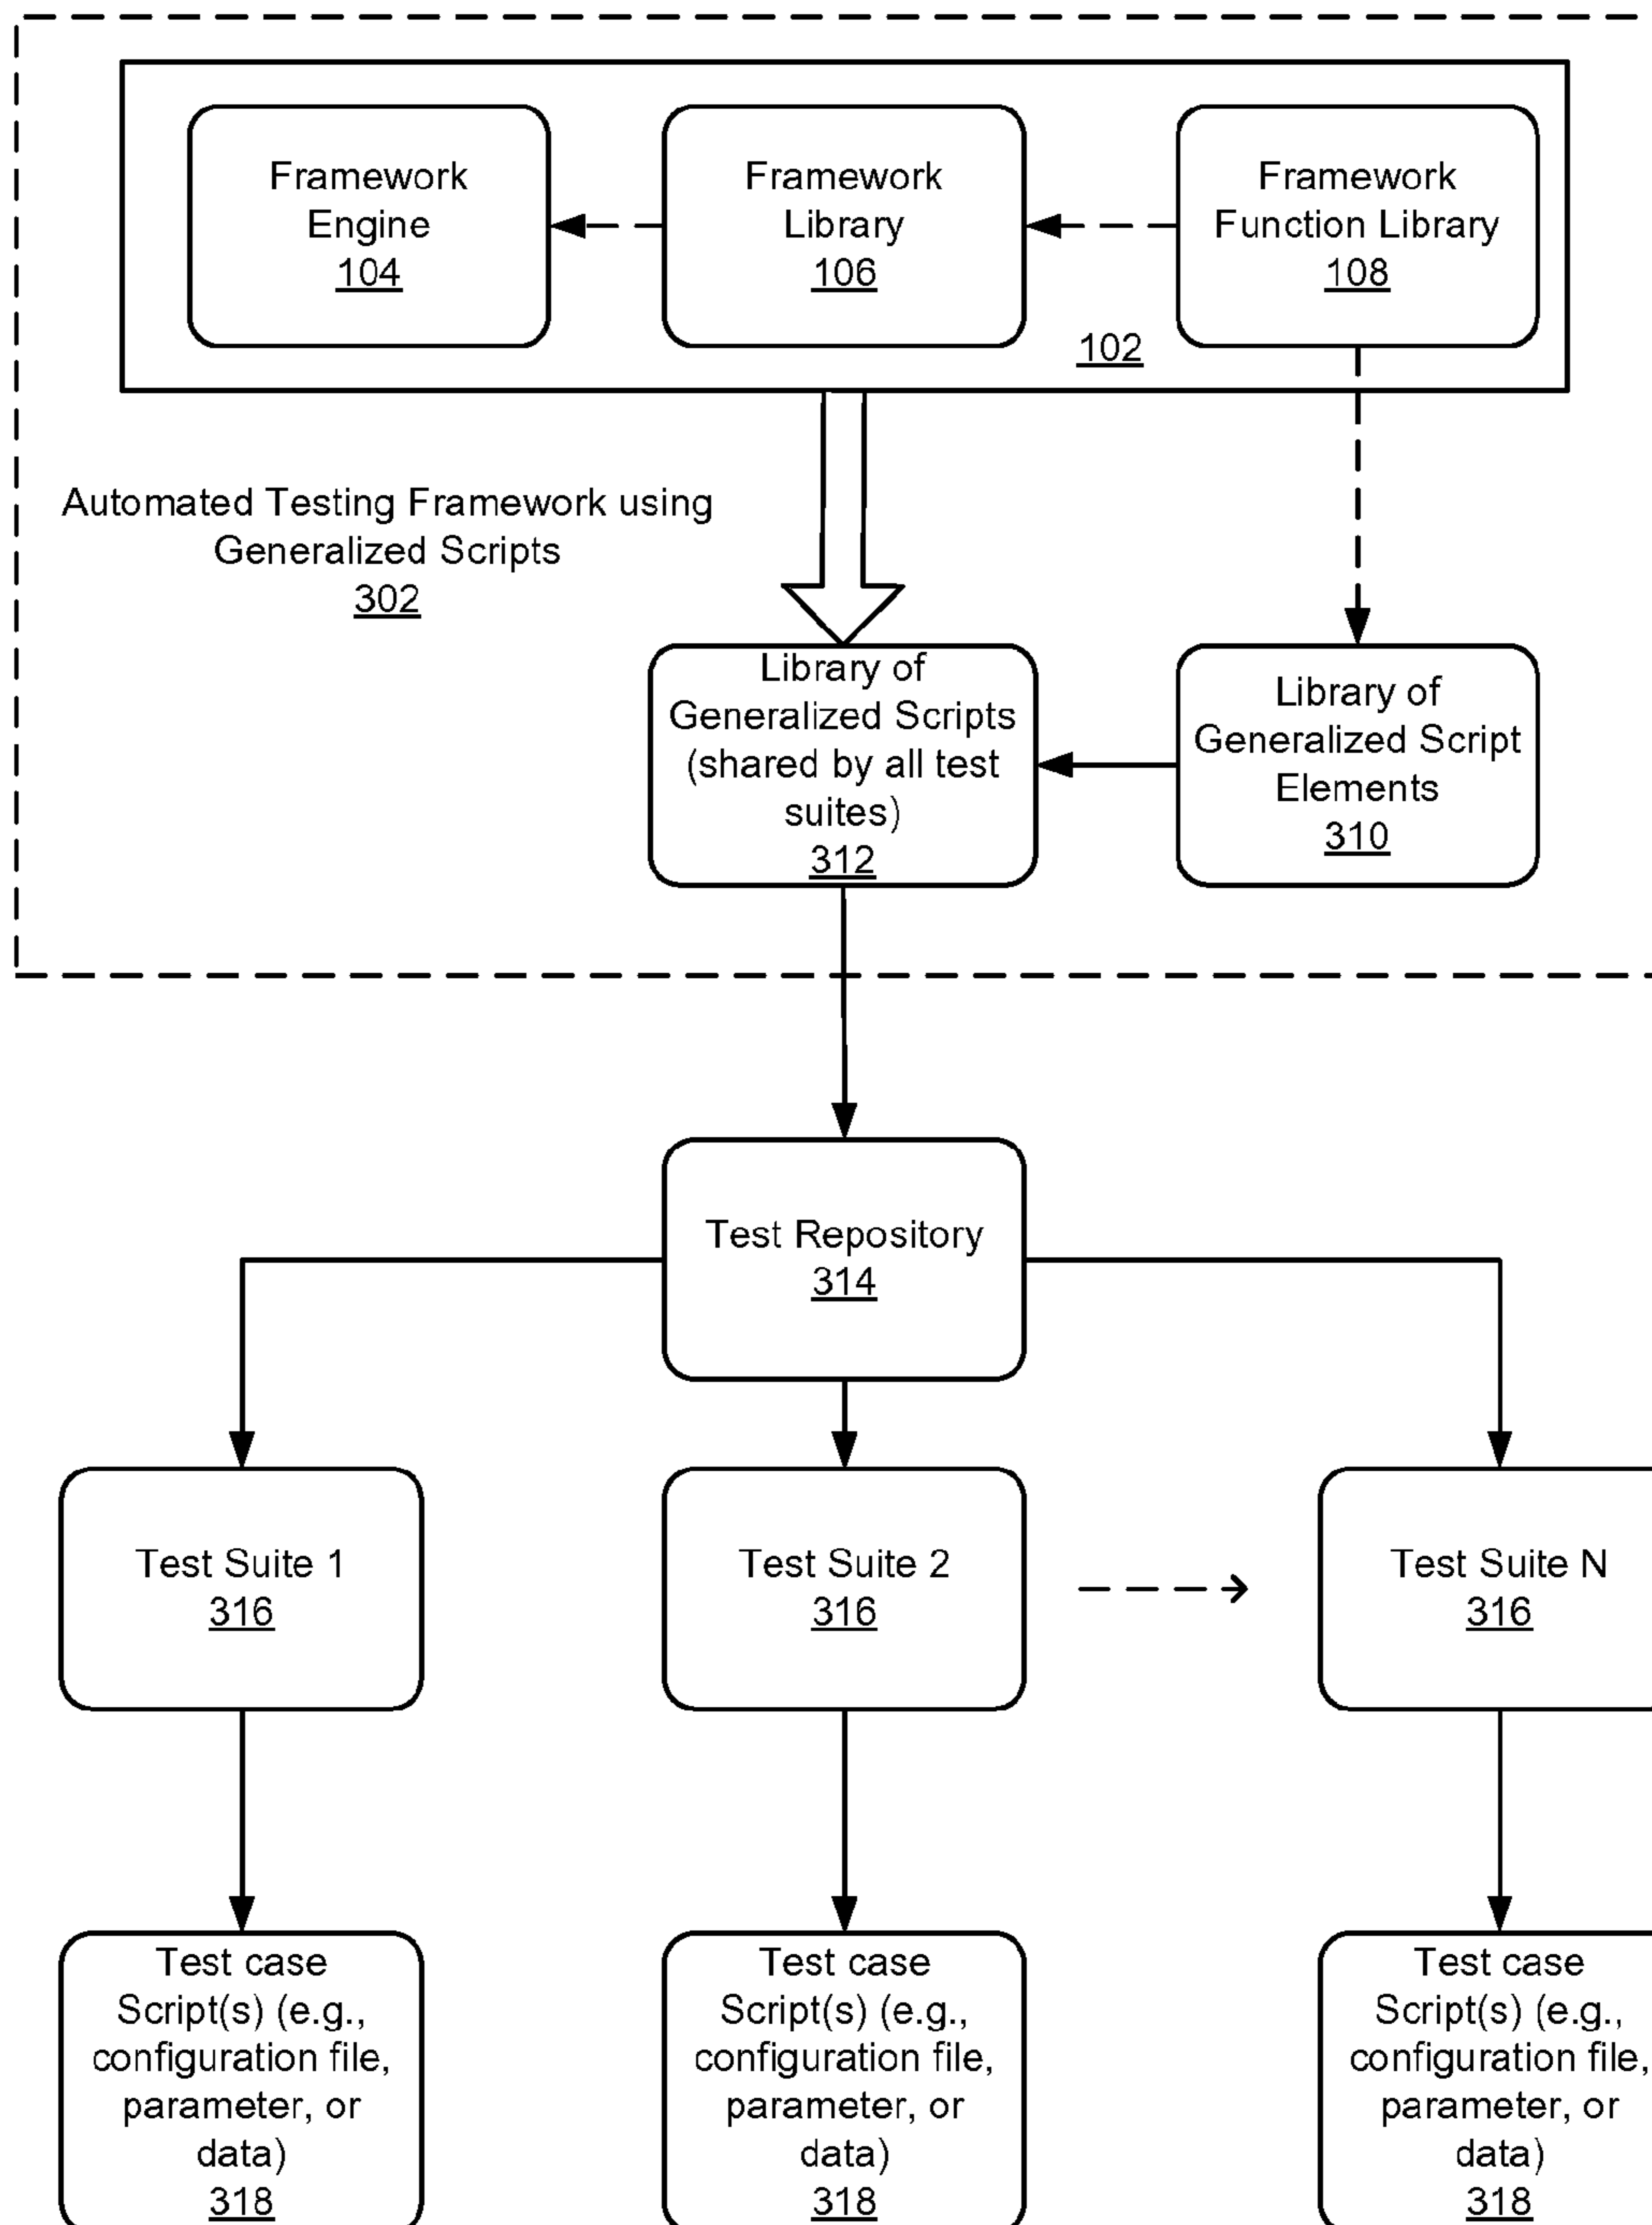 Framework
Engine
104
Framework
Library
106
Framework
Function Library
108
102
Automated Testing Framework using
Generalized Scripts
302
Library of
Generalized Scripts
(shared by all test
suites)
312
Library of
Generalized Script
Elements
310
Test Repository
314
Test Suite 1
316
Test Suite 2
316
Test Suite N
316
Test case
Script(s) (e.g.,
configuration file,
parameter, or
data)
318
Test case
Script(s) (e.g.,
configuration file,
parameter, or
data)
318
Test case
Script(s) (e.g.,
configuration file,
parameter, or
data)
318